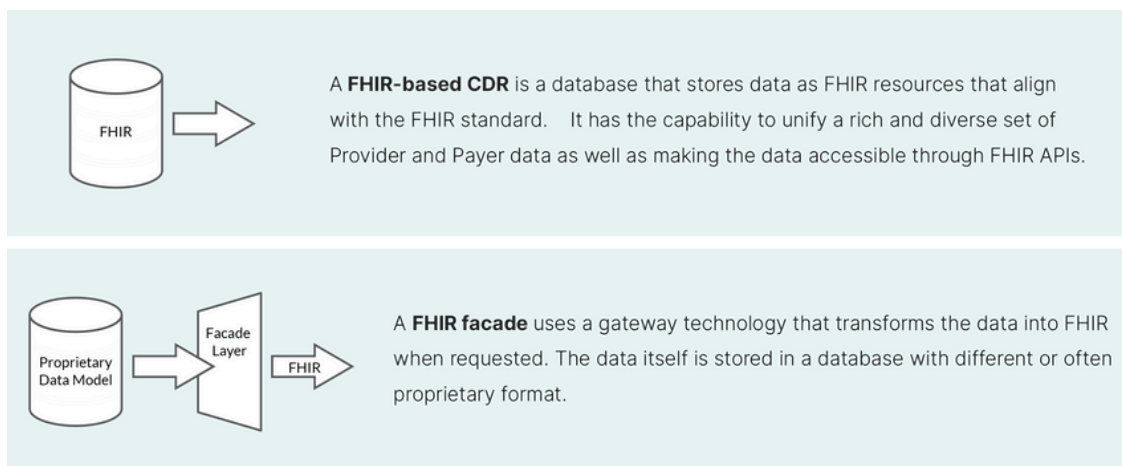 FHIR
A FHIR-based CDR is a database that stores data as FHIR resources that align
with the FHIR standard. It has the capability to unify a rich and diverse set of
Provider and Payer data as well as making the data accessible through FHIR APIs.
Proprietary
Data Model
Facade
Layer
FHIR
A FHIR facade uses a gateway technology that transforms the data into FHIR
when requested. The data itself is stored in a database with different or often
proprietary format.